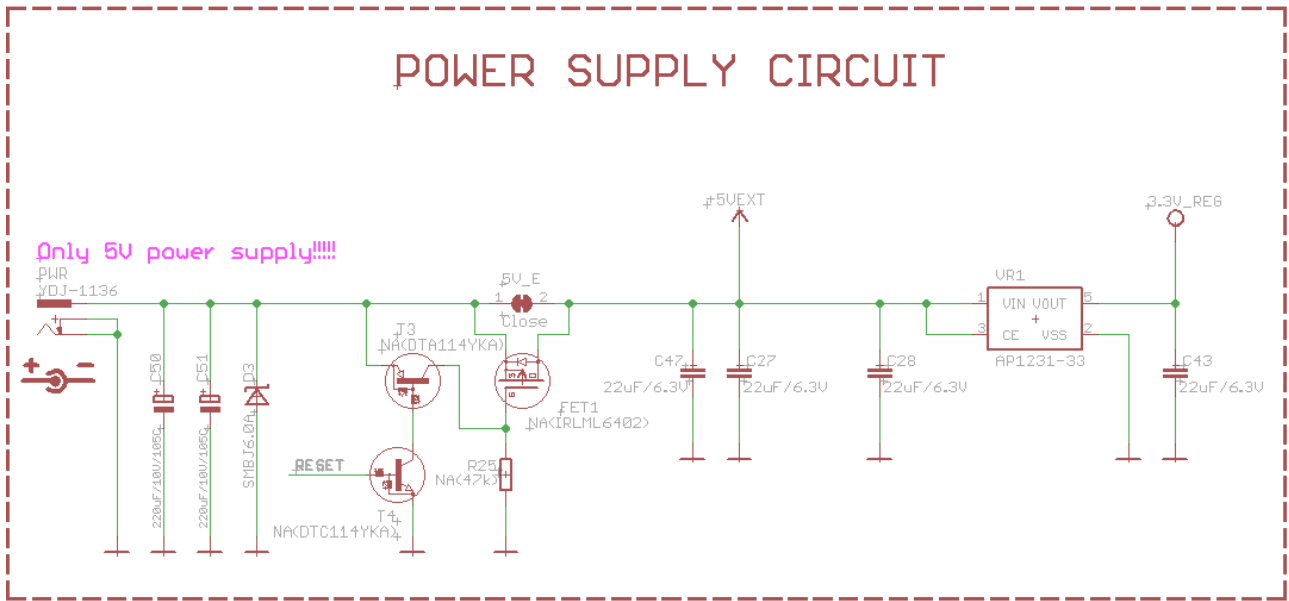 POWER SUPPLY CIRCUIT
+5VEXT
3.3V_REG
Only 5V power supply!!!!!
PWR
YDJ-1136
5V_E
1 2
Close
VR1
1 VIN VOUT 5
3 CE VSS 2
AP1231-33
T3
NA(DTA114YKA)
C50
220uF/10V/105C
C51
220uF/10V/105C
D3
SMBJ6.0A
S D
G
FET1
NA(IRLML6402)
C47
22uF/6.3V
C27
22uF/6.3V
C28
22uF/6.3V
C43
22uF/6.3V
RESET
R25
NA(47k)
T4
NA(DTC114YKA)